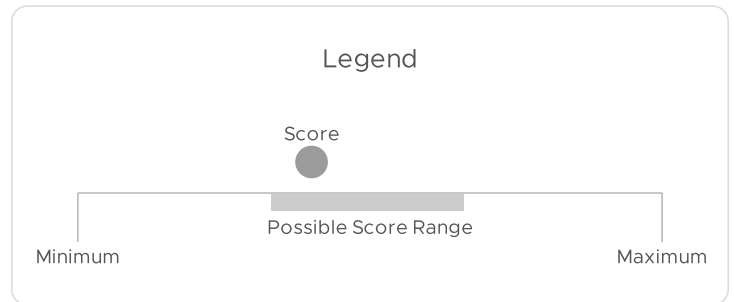 Legend
Score
Possible Score Range
Minimum
Maximum